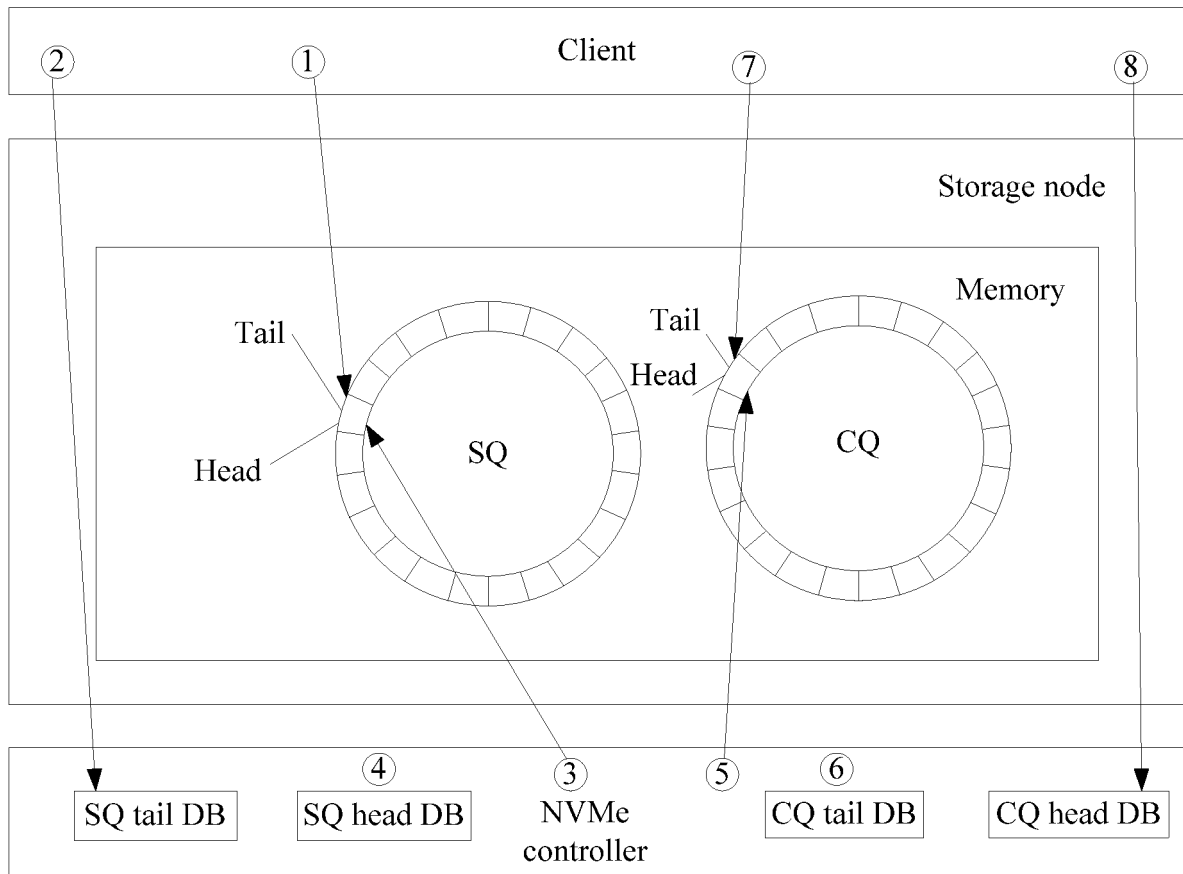 ② ① Client ⑦ ⑧
Storage node
Memory
Tail Tail
Head
SQ CQ
Head
④ ③ ⑤ ⑥
SQ tail DB SQ head DB NVMe CQ tail DB CQ head DB
controller